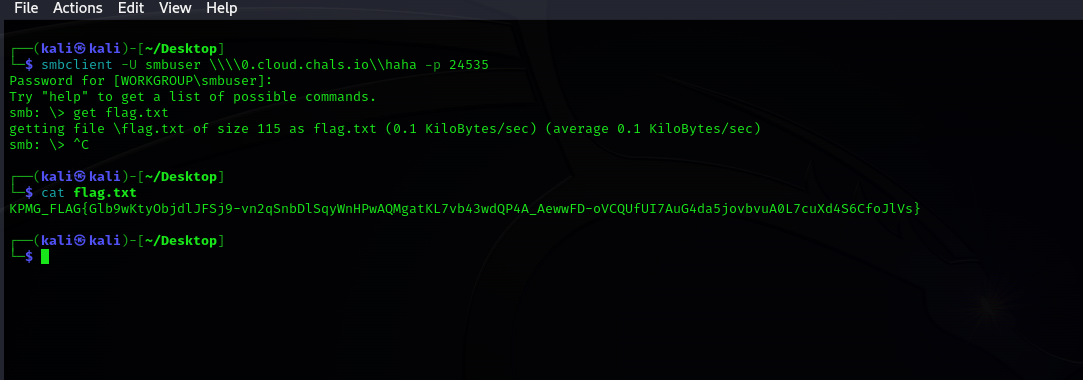 File Actions Edit View Help
┌──(kali㉿kali)-[~/Desktop]
└─$ smbclient -U smbuser \\\\0.cloud.chals.io\\haha -p 24535
Password for [WORKGROUP\smbuser]:
Try "help" to get a list of possible commands.
smb: \> get flag.txt
getting file \flag.txt of size 115 as flag.txt (0.1 KiloBytes/sec) (average 0.1 KiloBytes/sec)
smb: \> ^C
┌──(kali㉿kali)-[~/Desktop]
└─$ cat flag.txt
KPMG_FLAG{Glb9wKtyObjdlJFSj9-vn2qSnbDlSqyWnHPwAQMgatKL7vb43wdQP4A_AewwFD-oVCQUfUI7AuG4da5jovbvuA0L7cuXd4S6CfoJlVs}
┌──(kali㉿kali)-[~/Desktop]
└─$